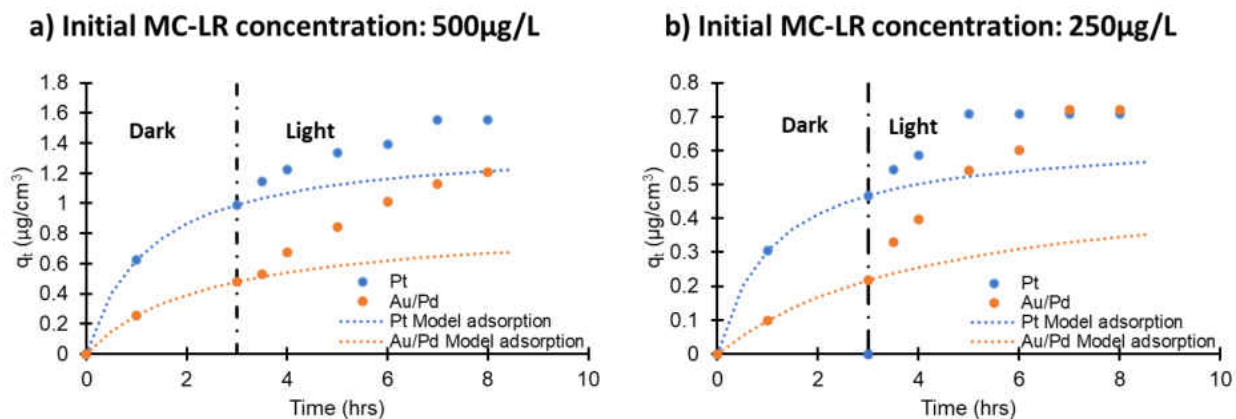 a) Initial MC-LR concentration: 500µg/L
1.8
1.6
1.4
1.2
1
0.8
0.6
0.4
0.2
0
qt (µg/cm³)
Dark
Light
Pt
Au/Pd
Pt Model adsorption
Au/Pd Model adsorption
0 2 4 6 8 10
Time (hrs)
b) Initial MC-LR concentration: 250µg/L
0.8
0.7
0.6
0.5
0.4
0.3
0.2
0.1
0
qt (µg/cm³)
Dark
Light
Pt
Au/Pd
Pt Model adsorption
Au/Pd Model adsorption
0 2 4 6 8 10
Time (hrs)